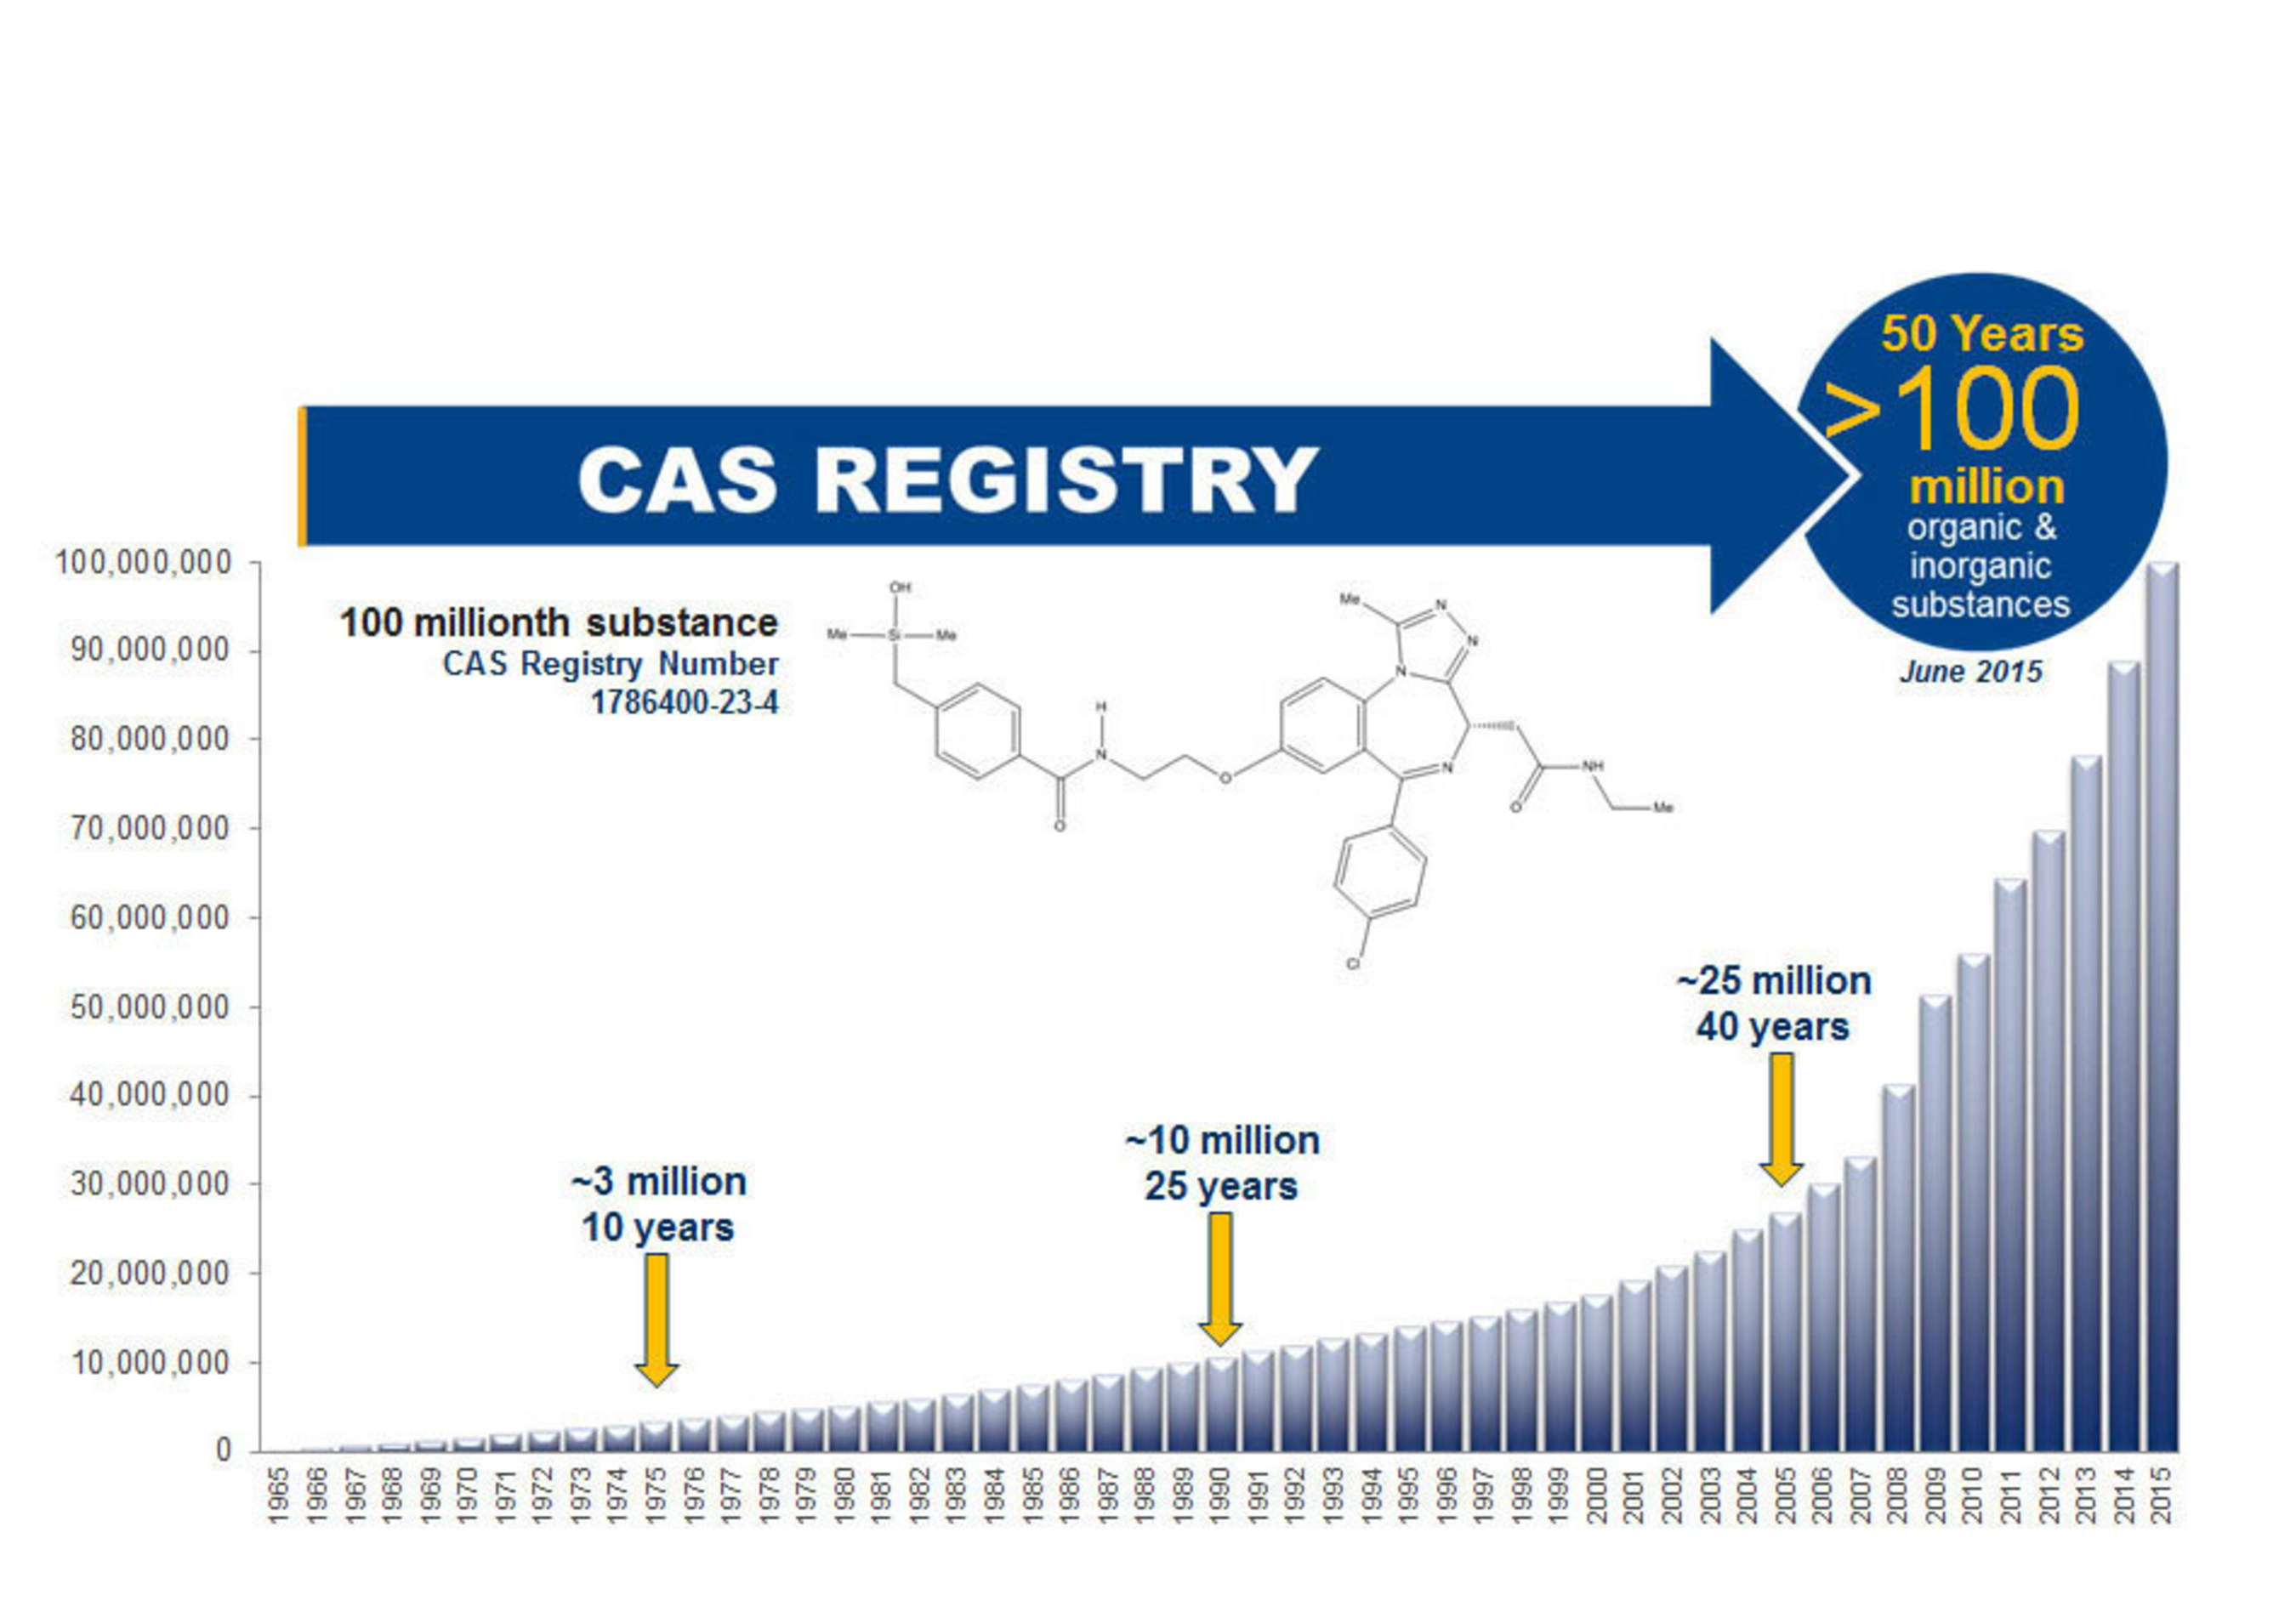 50 Years
>100
million
organic &
inorganic
substances
June 2015
CAS REGISTRY
100 millionth substance
CAS Registry Number
1786400-23-4
OH
Me
Si
Me
H
N
O
O
Me
N
N
N
N
NH
O
Me
Cl
~3 million
10 years
~10 million
25 years
~25 million
40 years
100,000,000
90,000,000
80,000,000
70,000,000
60,000,000
50,000,000
40,000,000
30,000,000
20,000,000
10,000,000
0
1965
1966
1967
1968
1969
1970
1971
1972
1973
1974
1975
1976
1977
1978
1979
1980
1981
1982
1983
1984
1985
1986
1987
1988
1989
1990
1991
1992
1993
1994
1995
1996
1997
1998
1999
2000
2001
2002
2003
2004
2005
2006
2007
2008
2009
2010
2011
2012
2013
2014
2015